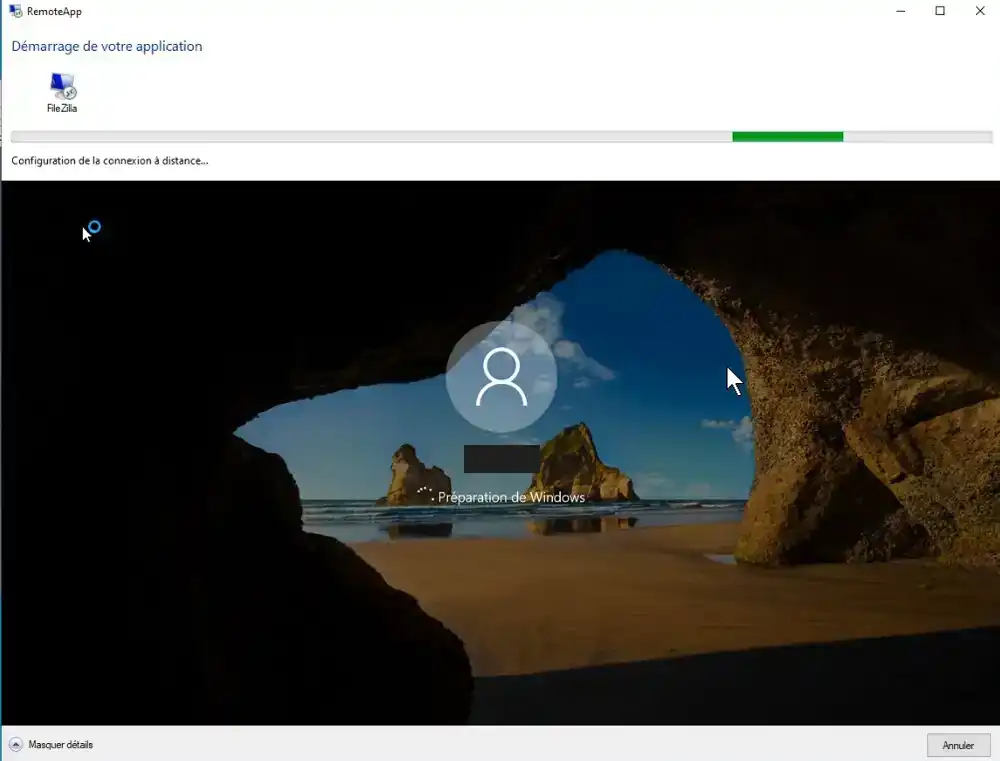 RemoteApp
Démarrage de votre application
FileZilla
Configuration de la connexion à distance...
Préparation de Windows
Masquer détails
Annuler